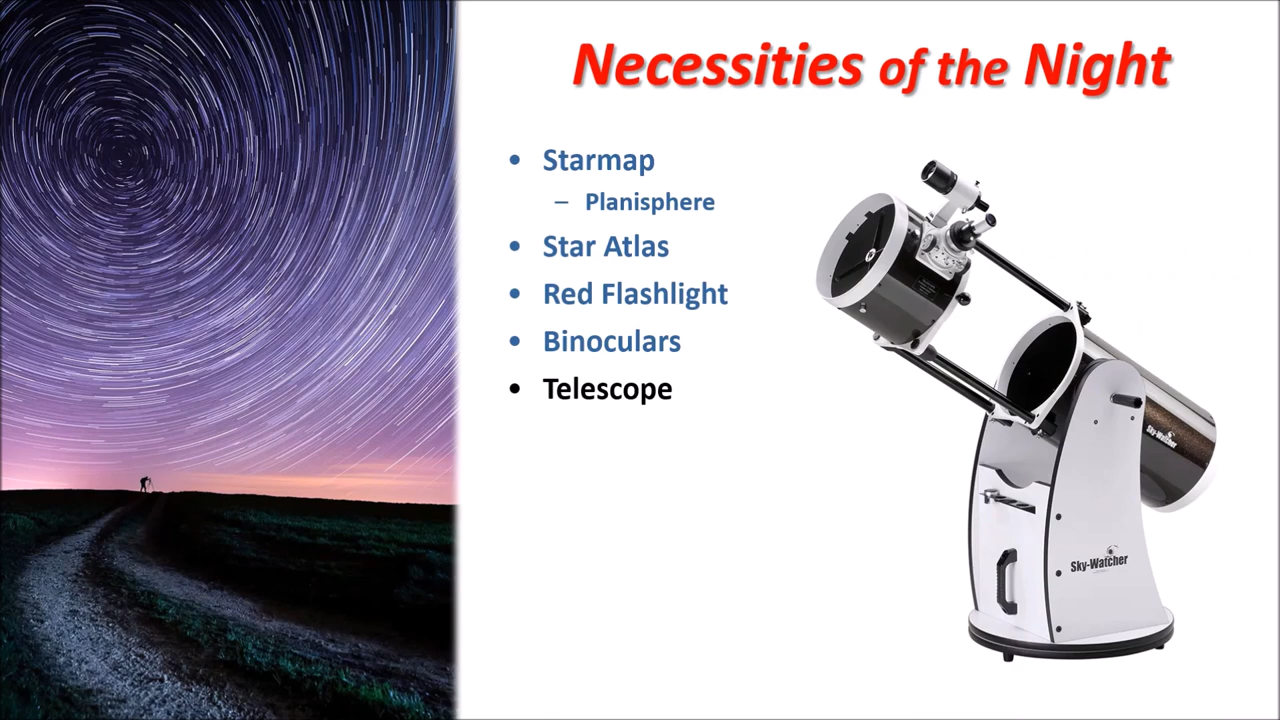 Necessities of the Night
• Starmap
– Planisphere
• Star Atlas
• Red Flashlight
• Binoculars
• Telescope
Sky-Watcher
Sky-Watcher